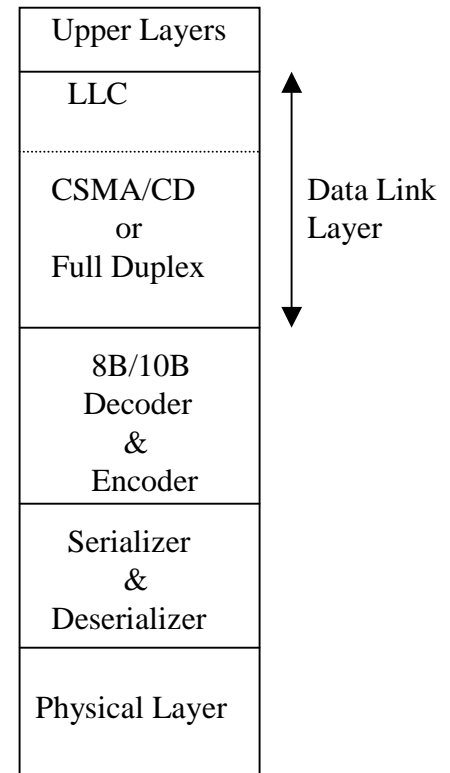 Upper Layers
LLC
CSMA/CD
or
Full Duplex
Data Link
Layer
8B/10B
Decoder
&
Encoder
Serializer
&
Deserializer
Physical Layer